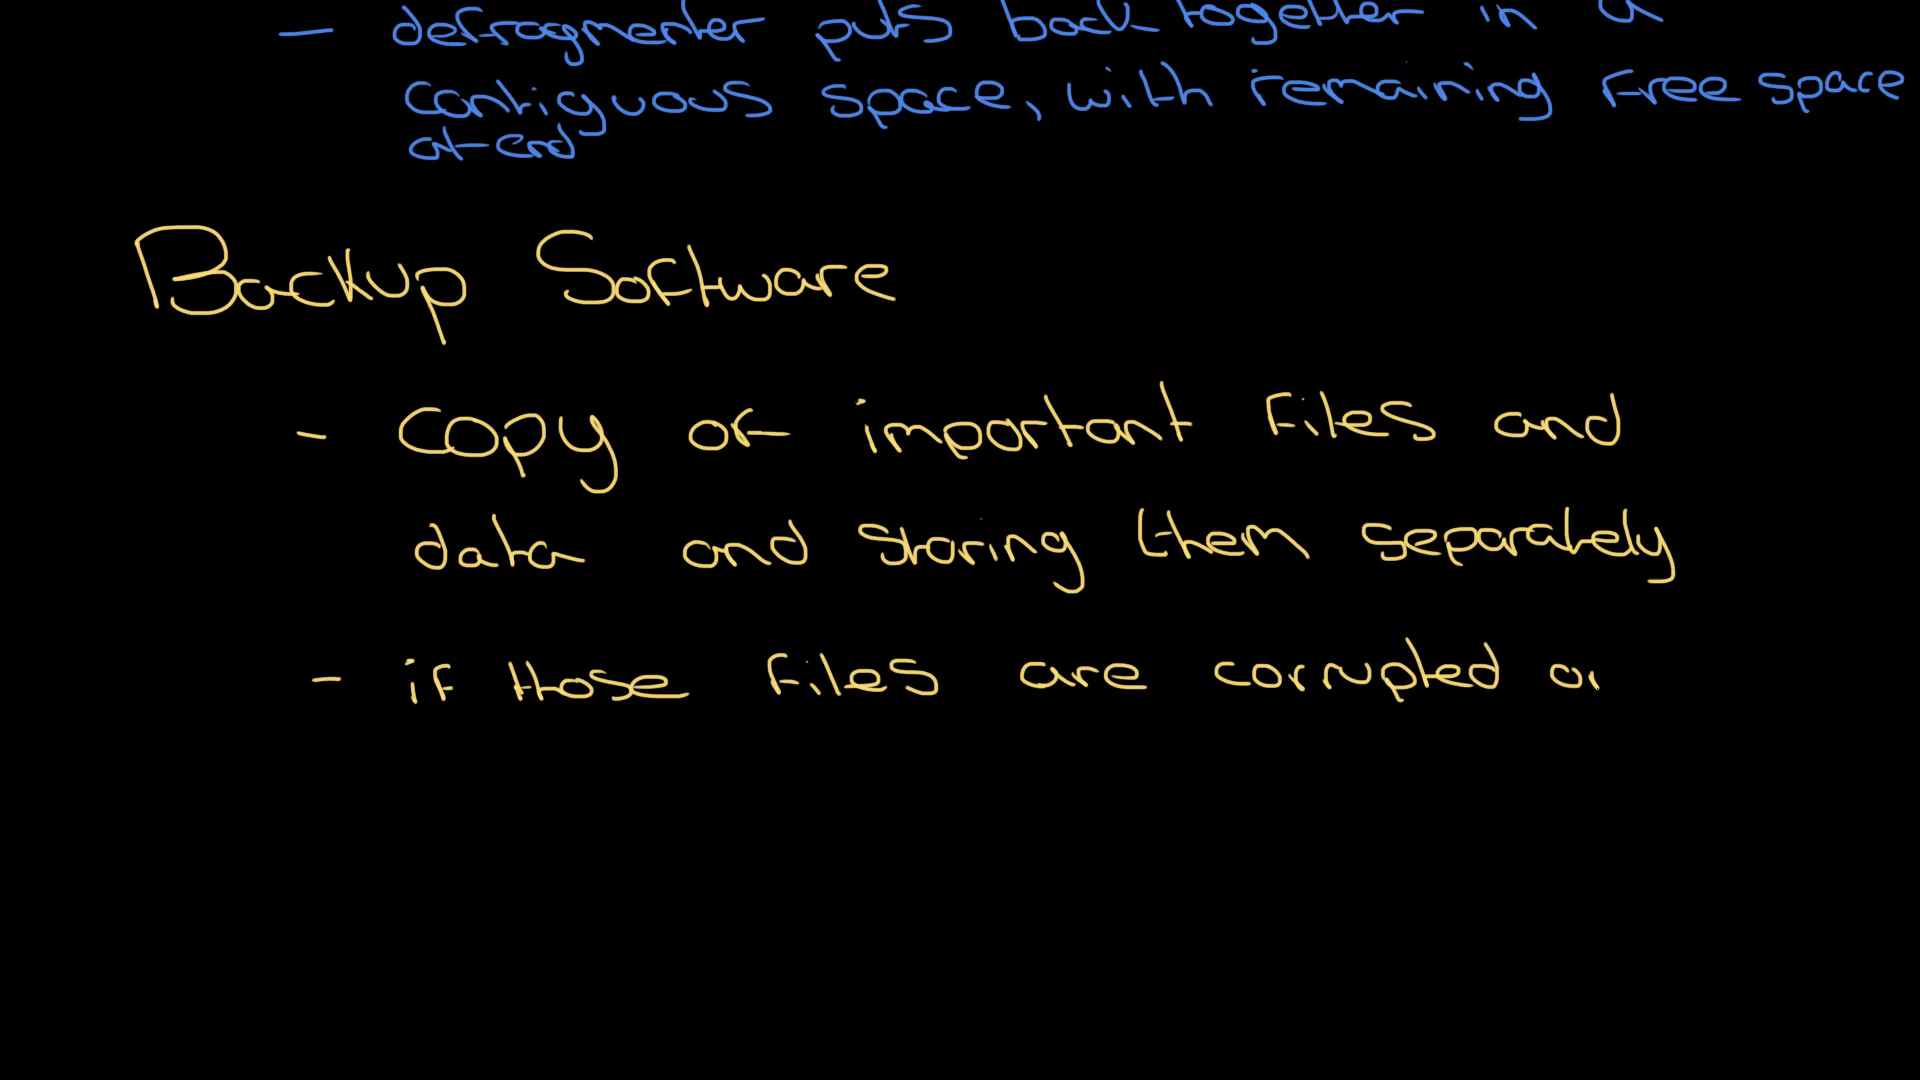 - defragmenter puts back together in a
contiguous space, with remaining free space
at end
Backup Software
- copy of important files and
data and storing them separately
- if those files are corrupted or